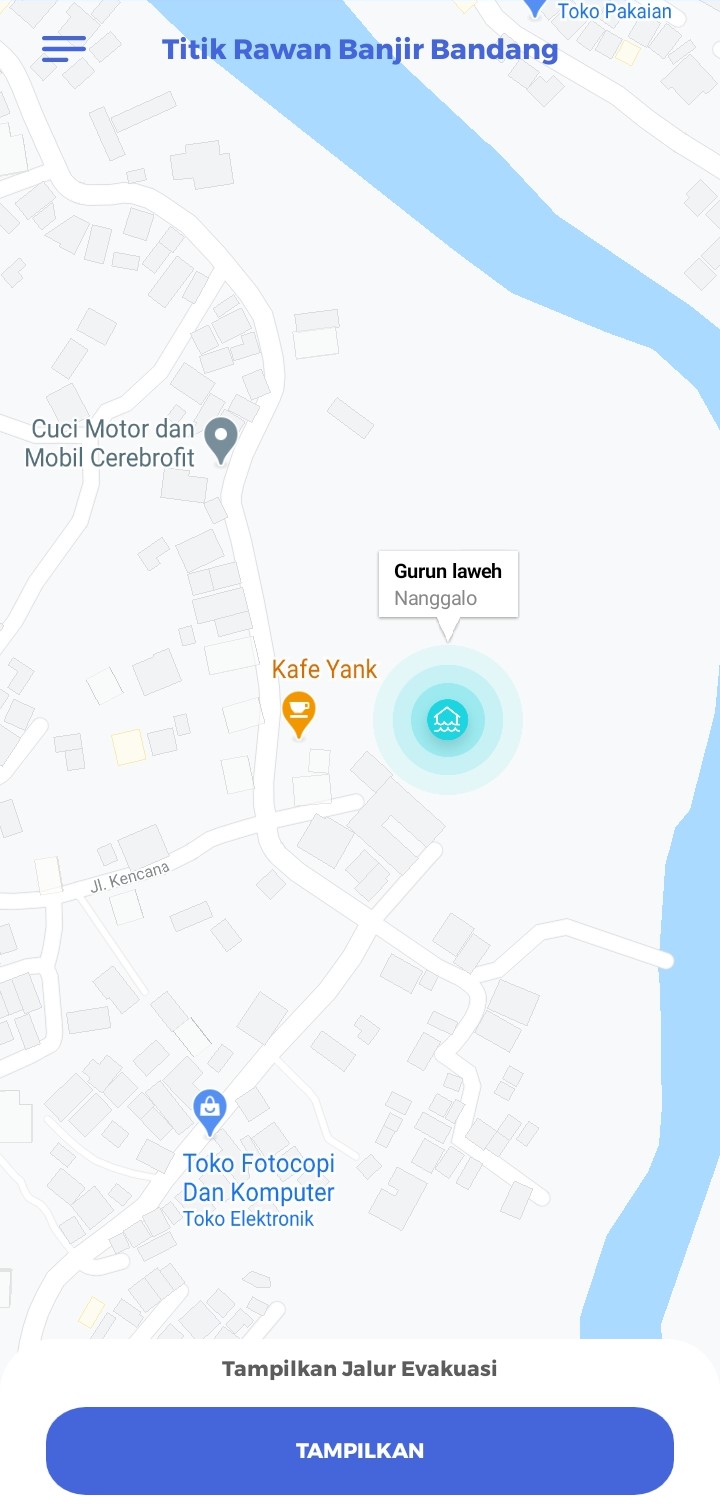 Toko Pakaian
Titik Rawan Banjir Bandang
Cuci Motor dan
Mobil Cerebrofit
Gurun laweh
Nanggalo
Kafe Yank
Jl. Kencana
Toko Fotocopi
Dan Komputer
Toko Elektronik
Tampilkan Jalur Evakuasi
TAMPILKAN